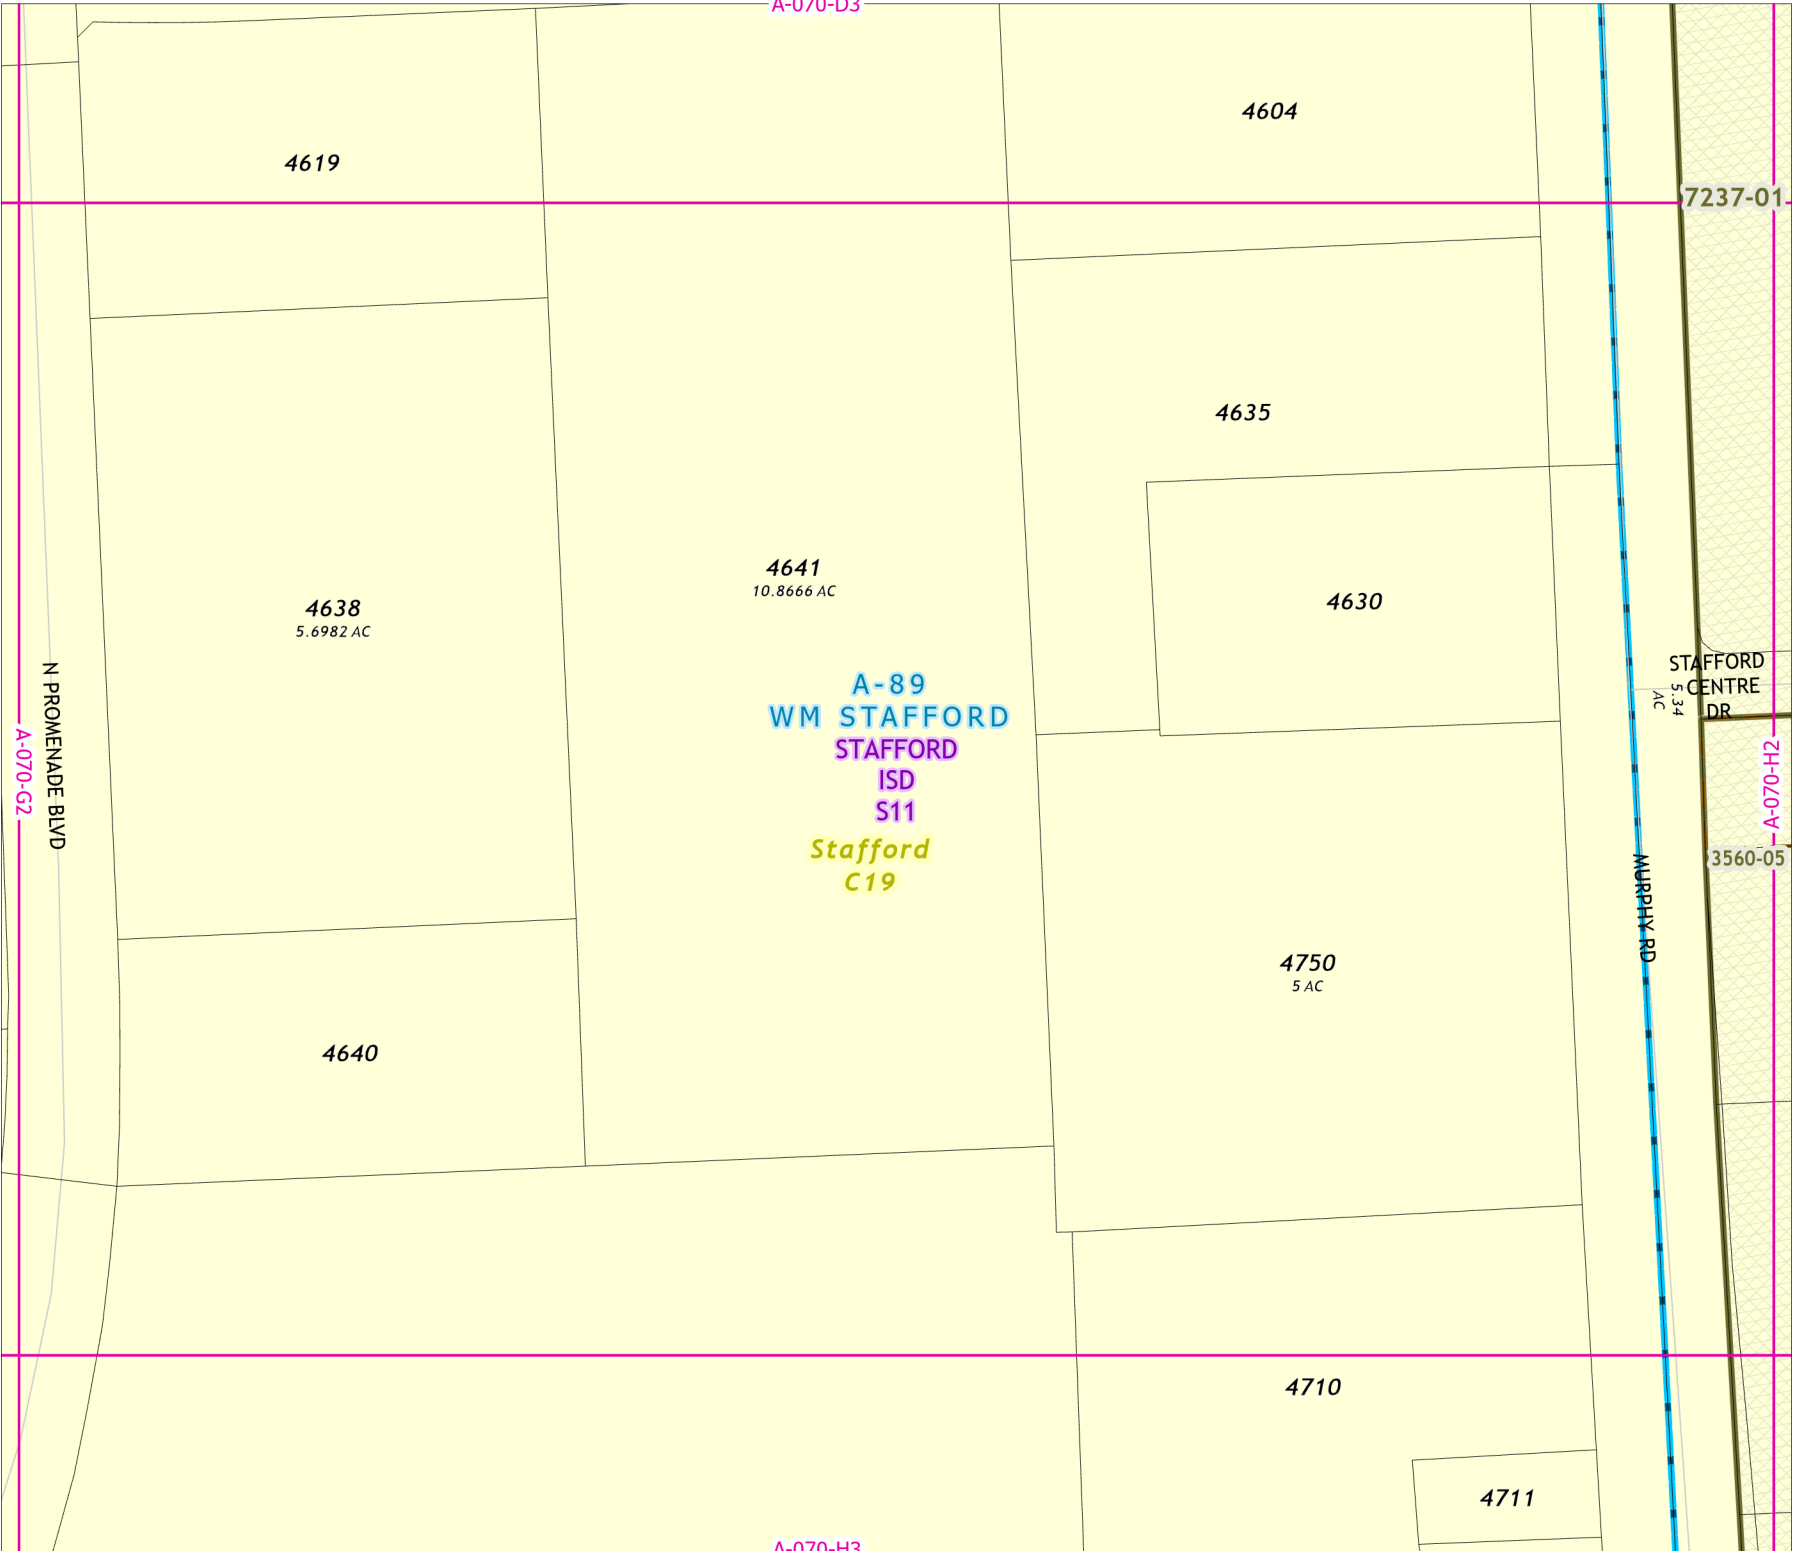 A-070-D3
4604
4619
7237-01
4635
4641
10.8666 AC
4630
4638
5.6982 AC
STAFFORD
CENTRE
DR
5.34
AC
A-89
WM STAFFORD
STAFFORD
ISD
S11
Stafford
C19
N PROMENADE BLVD
A-070-G2
A-070-H2
3560-05
MURPHY RD
4750
5 AC
4640
4710
4711
A-070-H3